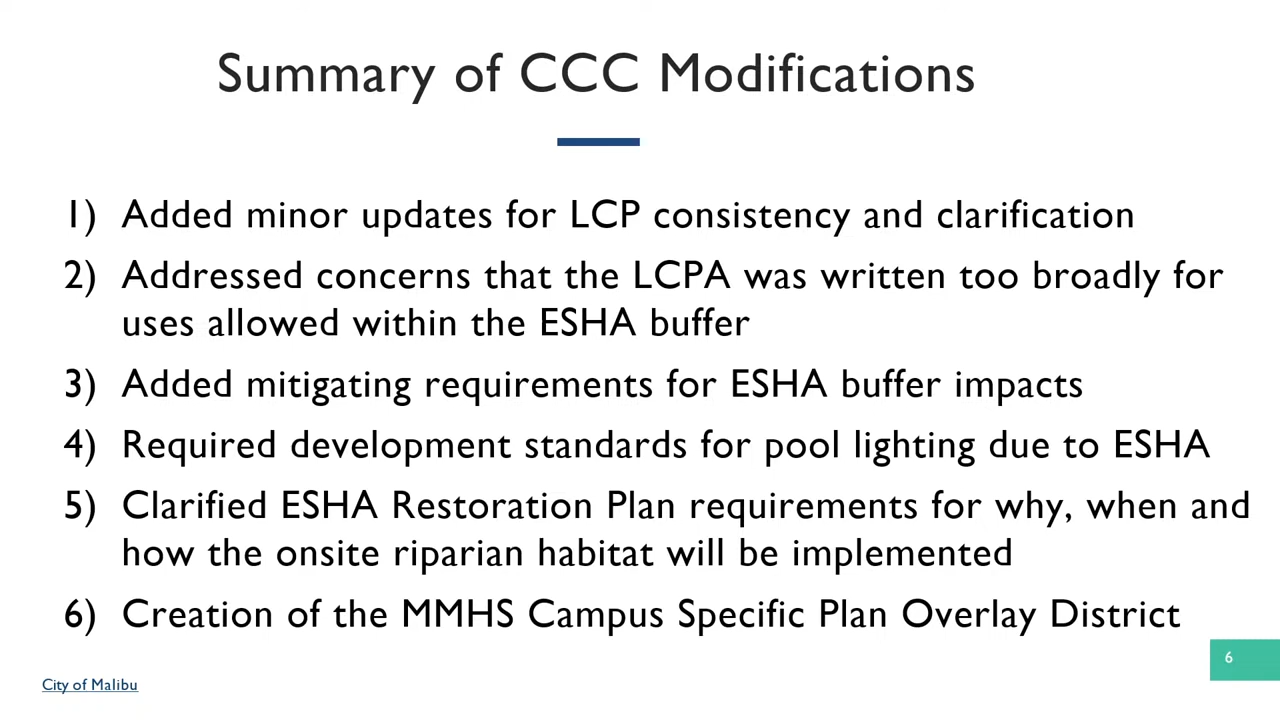 Summary of CCC Modifications
1) Added minor updates for LCP consistency and clarification
2) Addressed concerns that the LCPA was written too broadly for
uses allowed within the ESHA buffer
3) Added mitigating requirements for ESHA buffer impacts
4) Required development standards for pool lighting due to ESHA
5) Clarified ESHA Restoration Plan requirements for why, when and
how the onsite riparian habitat will be implemented
6) Creation of the MMHS Campus Specific Plan Overlay District
6
City of Malibu